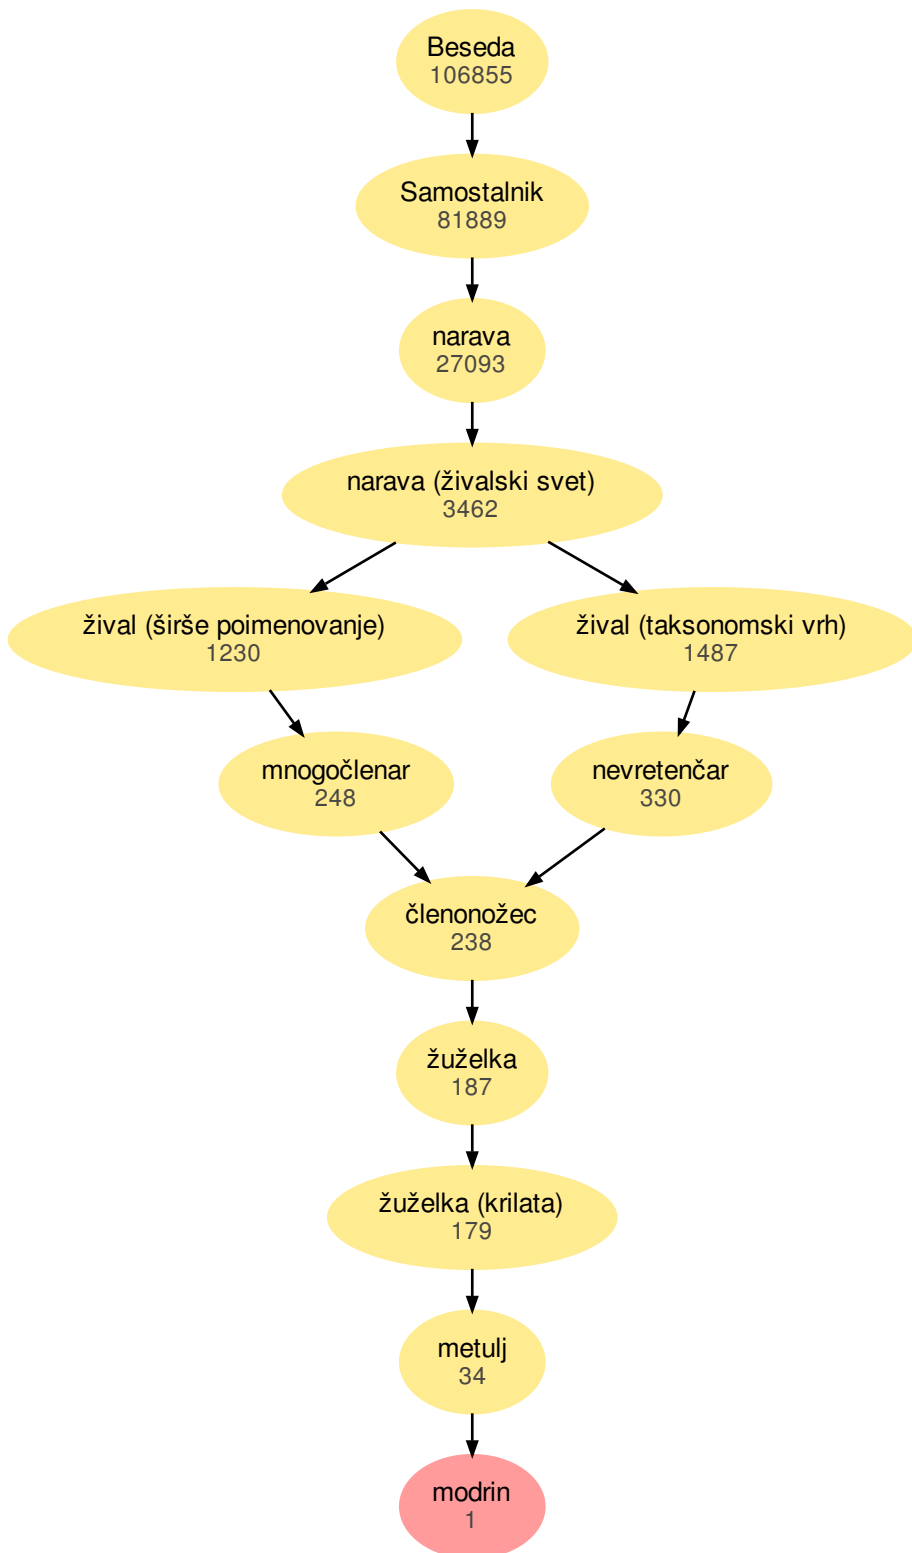 Beseda
106855
Samostalnik
81889
narava
27093
narava (živalski svet)
3462
žival (širše poimenovanje)
1230
žival (taksonomski vrh)
1487
mnogočlenar
248
nevretenčar
330
členonožec
238
žuželka
187
žuželka (krilata)
179
metulj
34
modrin
1